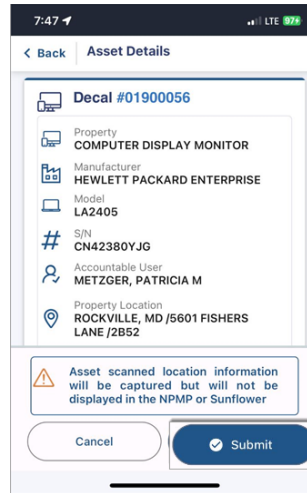 7:47
LTE 97+
Back Asset Details
Decal #01900056
Property
COMPUTER DISPLAY MONITOR
Manufacturer
HEWLETT PACKARD ENTERPRISE
Model
LA2405
S/N
CN42380YJG
Accountable User
METZGER, PATRICIA M
Property Location
ROCKVILLE, MD /5601 FISHERS
LANE /2B52
Asset scanned location information
will be captured but will not be
displayed in the NPMP or Sunflower
Cancel
Submit